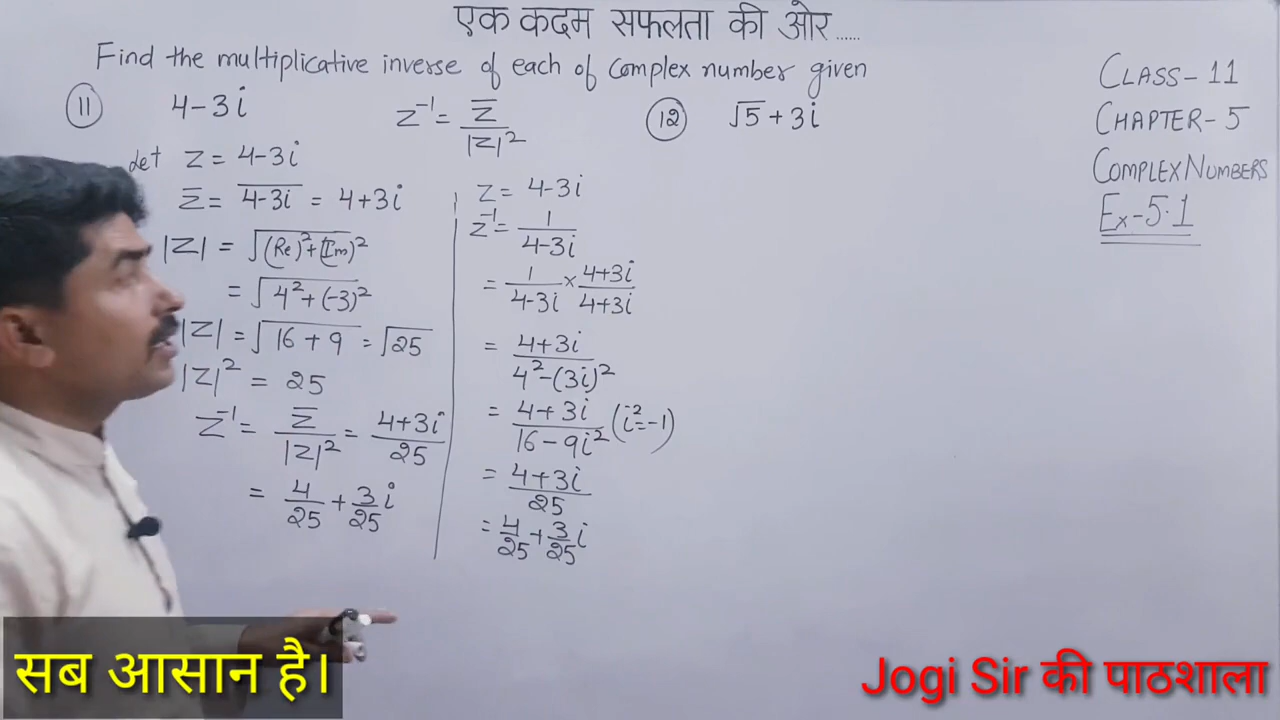 एक कदम सफलता की ओर......
Find the multiplicative inverse of each of complex number given
11 4-3i
z⁻¹ = z̅/|z|²
Let z = 4-3i
z̅ = \overline{4-3i} = 4+3i
|z| = √((Re)²+(Im)²)
= √(4²+(-3)²)
|z| = √(16+9) = √25
|z|² = 25
z⁻¹ = z̅/|z|² = (4+3i)/25
= 4/25 + 3/25 i
z = 4-3i
z⁻¹ = 1/(4-3i)
= 1/(4-3i) × (4+3i)/(4+3i)
= (4+3i)/(4²-(3i)²)
= (4+3i)/(16-9i²) (i²=-1)
= (4+3i)/25
= 4/25 + 3/25 i
12 √5+3i
CLASS-11
CHAPTER-5
COMPLEX NUMBERS
Ex-5.1
सब आसान है।
Jogi Sir की पाठशाला